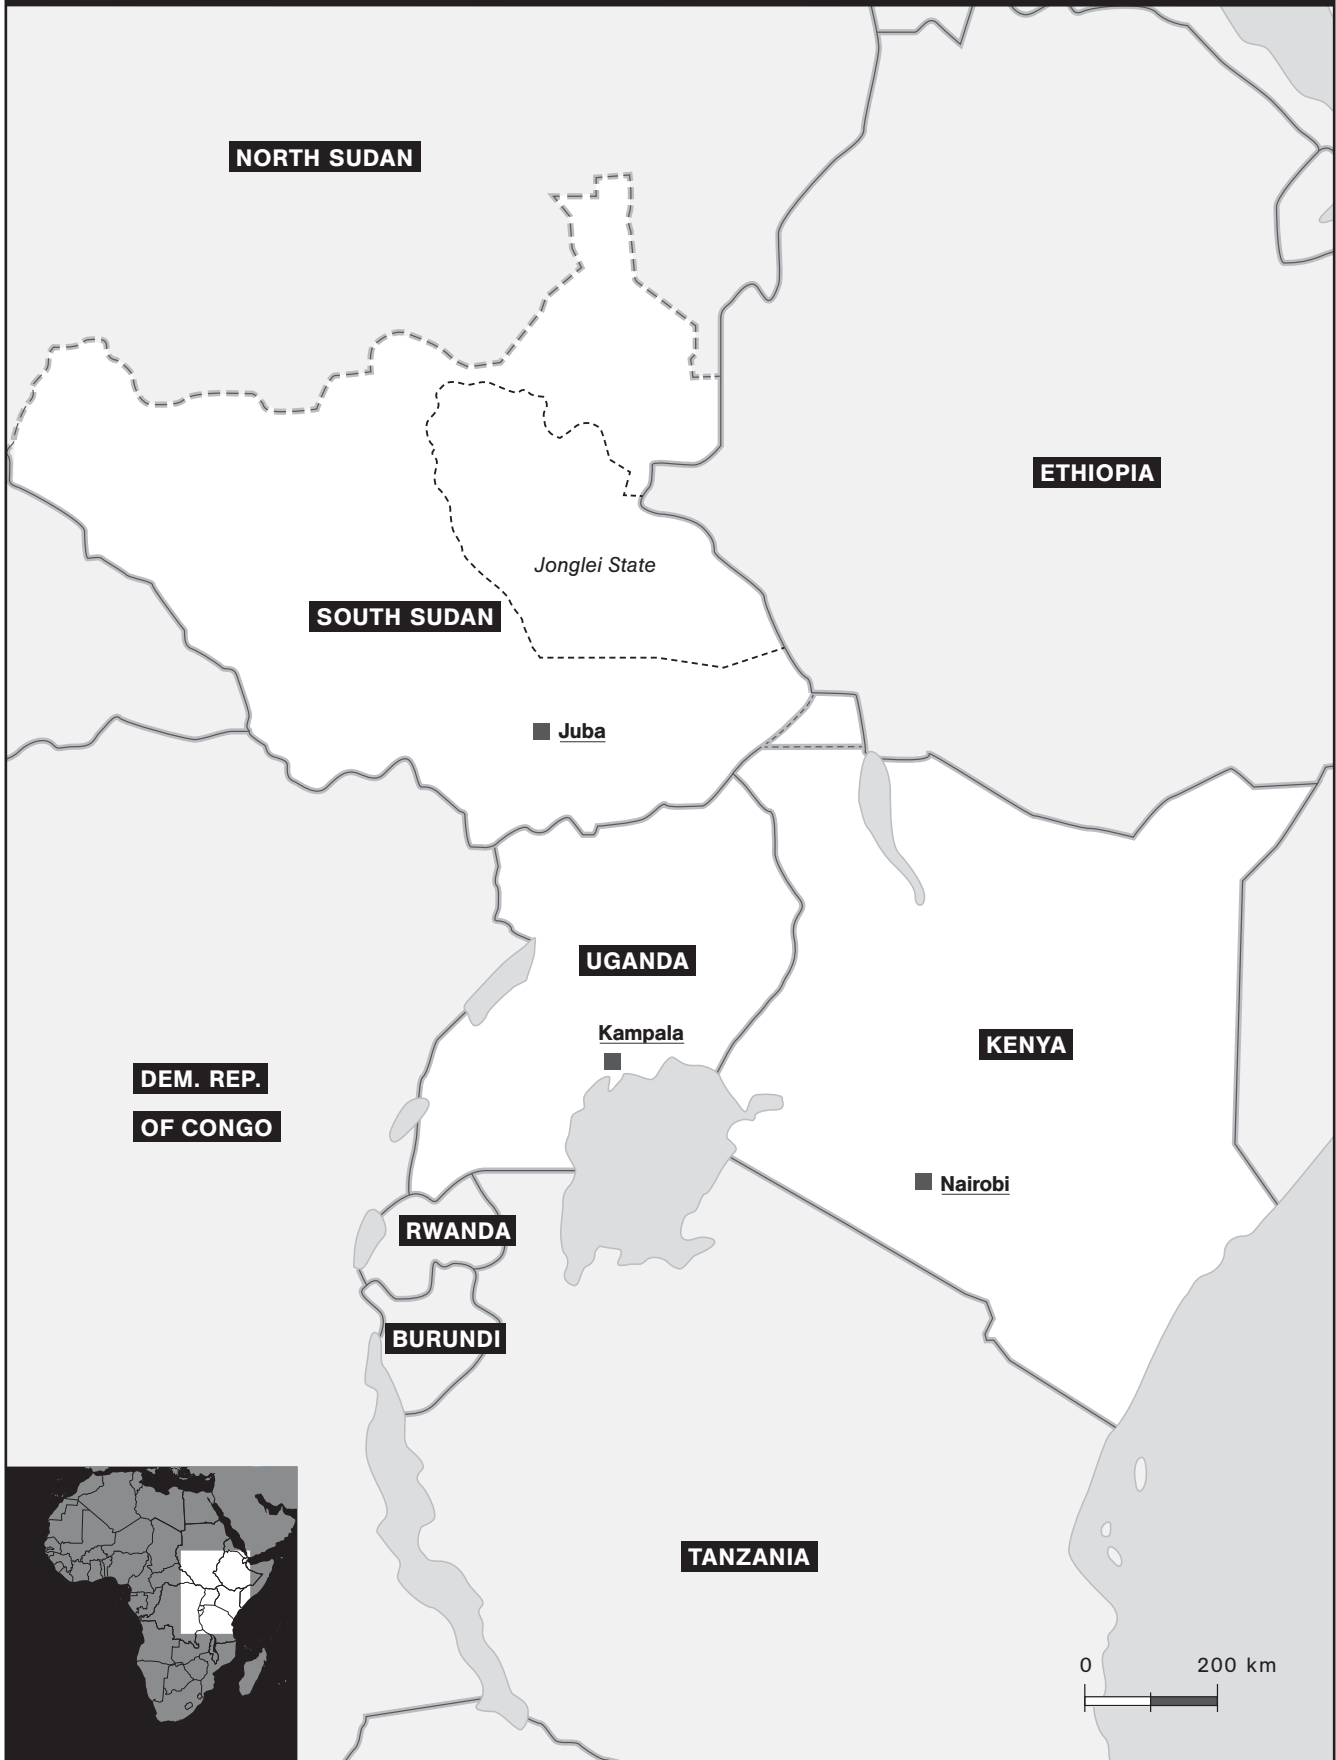 NORTH SUDAN
ETHIOPIA
Jonglei State
SOUTH SUDAN
Juba
UGANDA
Kampala
KENYA
DEM. REP.
OF CONGO
Nairobi
RWANDA
BURUNDI
TANZANIA
0 200 km